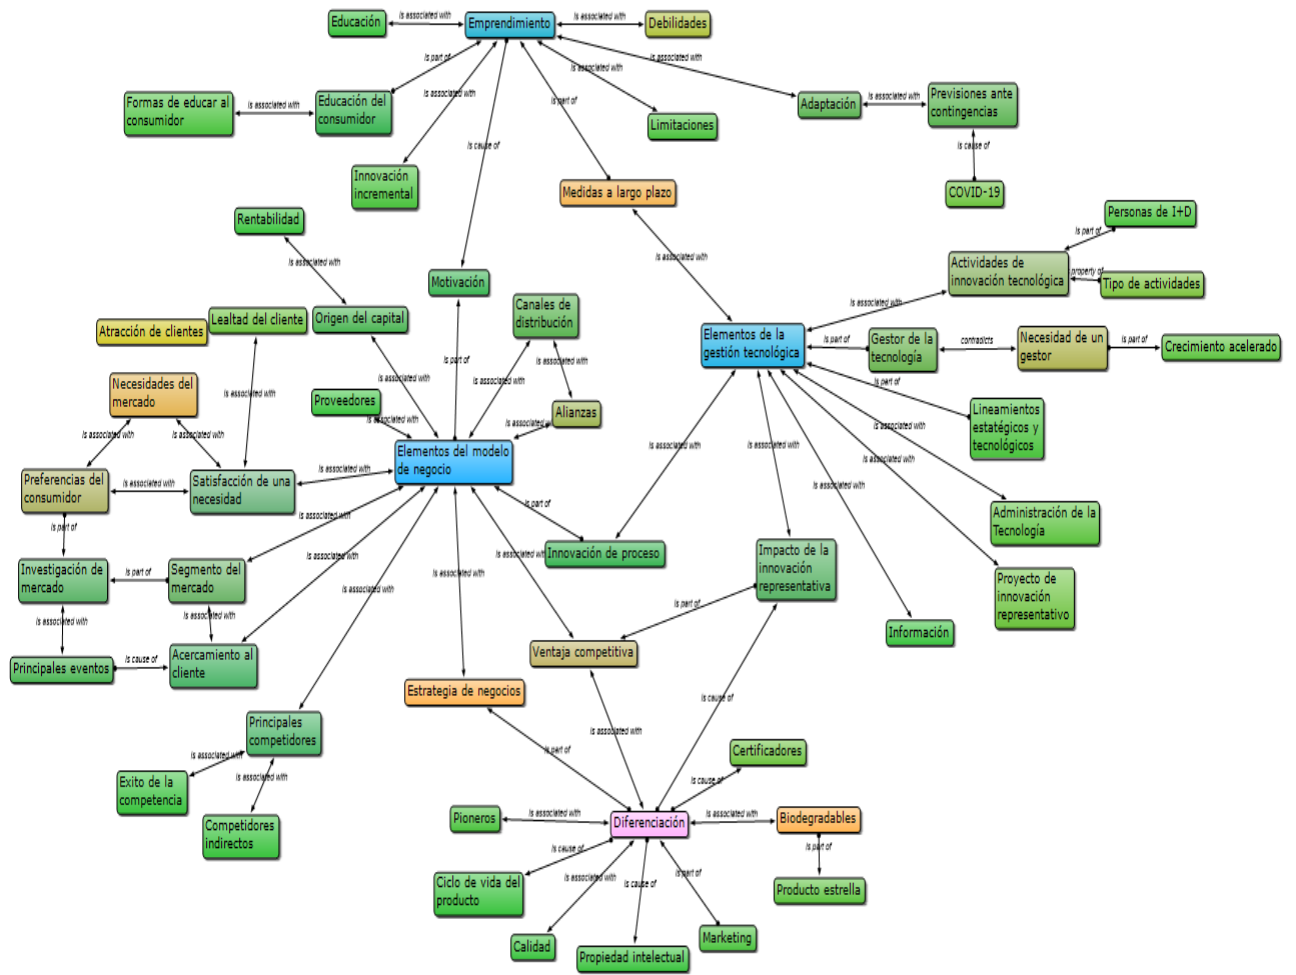 Educación
is associated with
Emprendimiento
is associated with
Debilidades
is part of
is associated with
is associated with
is associated with
is part of
is cause of
Formas de educar al
consumidor
is associated with
Educación del
consumidor
Adaptación
is associated with
Previsiones ante
contingencias
Limitaciones
is cause of
COVID-19
Innovación
incremental
Medidas a largo plazo
Rentabilidad
is associated with
is associated with
Personas de I+D
is part of
Actividades de
innovación tecnológica
property of
Tipo de actividades
is associated with
Motivación
Canales de
distribución
Atracción de clientes
Lealtad del cliente
Origen del capital
Elementos de la
gestión tecnológica
is part of
Gestor de la
tecnología
contradicts
Necesidad de un
gestor
is part of
Crecimiento acelerado
is part of
is associated with
is associated with
is associated with
is part of
Necesidades del
mercado
is associated with
Proveedores
is associated with
is associated with
Alianzas
Lineamientos
estatégicos y
tecnológicos
is associated with
is associated with
is associated with
Elementos del modelo
de negocio
is associated with
is associated with
is associated with
is associated with
Preferencias del
consumidor
is associated with
Satisfacción de una
necesidad
is associated with
is part of
is part of
is associated with
Administración de la
Tecnología
Investigación de
mercado
is part of
Segmento del
mercado
is associated with
is associated with
is associated with
is associated with
Innovación de proceso
Impacto de la
innovación
representativa
Proyecto de
innovación
representativo
is associated with
is associated with
is part of
Información
Principales eventos
is cause of
Acercamiento al
cliente
Ventaja competitiva
Estrategia de negocios
is cause of
Principales
competidores
is associated with
is associated with
is associated with
is part of
Certificadores
is cause of
Exito de la
competencia
Competidores
indirectos
Pioneros
is associated with
Diferenciación
is associated with
Biodegradables
is cause of
is associated with
is cause of
is part of
is part of
Ciclo de vida del
producto
Producto estrella
Calidad
Propiedad intelectual
Marketing